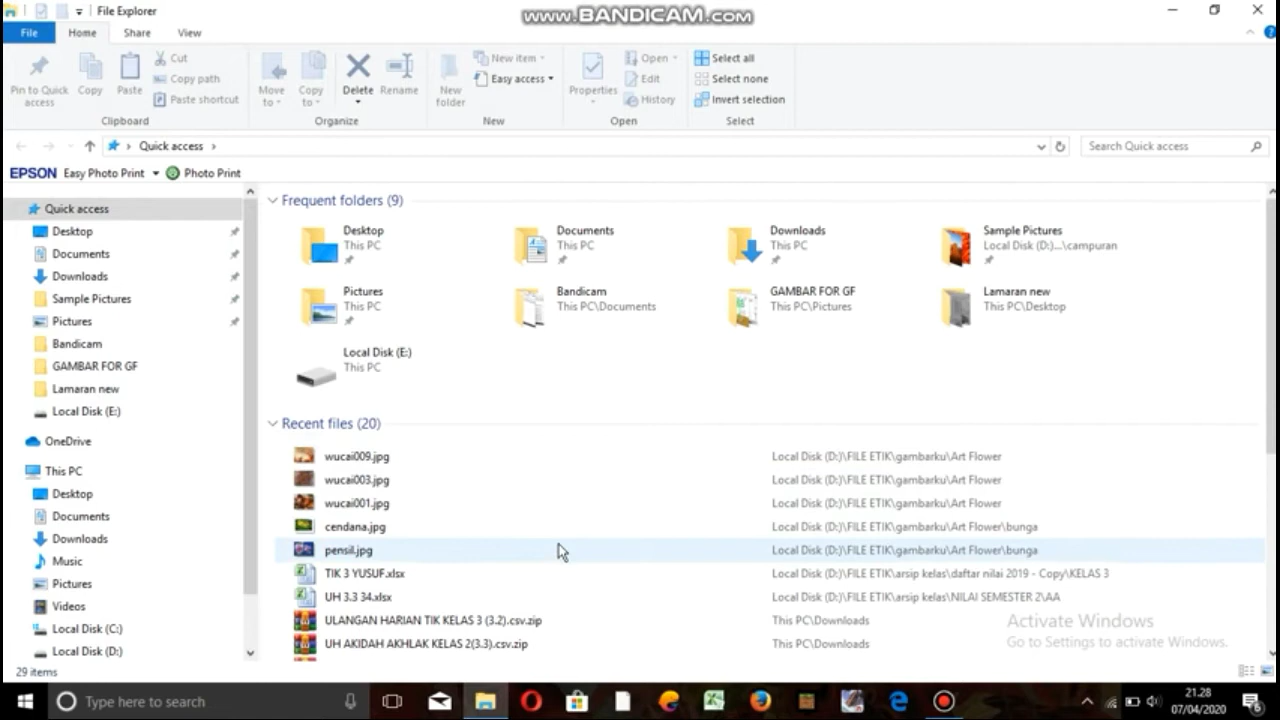 File Explorer
www.BANDICAM.com
File Home Share View
Pin to Quick access
Copy
Paste
Cut
Copy path
Paste shortcut
Clipboard
Move to
Copy to
Delete
Rename
Organize
New folder
New item
Easy access
New
Properties
Open
Edit
History
Open
Select all
Select none
Invert selection
Select
Quick access
Search Quick access
EPSON Easy Photo Print Photo Print
Quick access
Desktop
Documents
Downloads
Sample Pictures
Pictures
Bandicam
GAMBAR FOR GF
Lamaran new
Local Disk (E:)
OneDrive
This PC
Desktop
Documents
Downloads
Music
Pictures
Videos
Local Disk (C:)
Local Disk (D:)
Frequent folders (9)
Desktop
This PC
Documents
This PC
Downloads
This PC
Sample Pictures
Local Disk (D:)...\campuran
Pictures
This PC
Bandicam
This PC\Documents
GAMBAR FOR GF
This PC\Pictures
Lamaran new
This PC\Desktop
Local Disk (E:)
This PC
Recent files (20)
wucai009.jpg Local Disk (D:)\FILE ETIK\gambarku\Art Flower
wucai003.jpg Local Disk (D:)\FILE ETIK\gambarku\Art Flower
wucai001.jpg Local Disk (D:)\FILE ETIK\gambarku\Art Flower
cendana.jpg Local Disk (D:)\FILE ETIK\gambarku\Art Flower\bunga
pensil.jpg Local Disk (D:)\FILE ETIK\gambarku\Art Flower\bunga
TIK 3 YUSUF.xlsx Local Disk (D:)\FILE ETIK\arsip kelas\daftar nilai 2019 - Copy\KELAS 3
UH 3.3 34.xlsx Local Disk (D:)\FILE ETIK\arsip kelas\NILAI SEMESTER 2\AA
ULANGAN HARIAN TIK KELAS 3 (3.2).csv.zip This PC\Downloads
UH AKIDAH AKHLAK KELAS 2(3.3).csv.zip This PC\Downloads
Activate Windows
Go to Settings to activate Windows.
29 items
Type here to search
21.28
07/04/2020
6